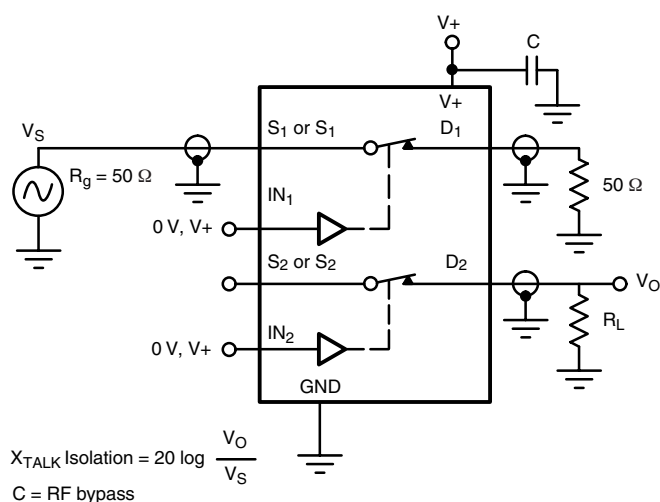 V+
C
V+
VS
S1 or S1
D1
Rg = 50 Ω
50 Ω
IN1
0 V, V+
S2 or S2
D2
VO
IN2
RL
0 V, V+
GND
XTALK Isolation = 20 log VO
VS
C = RF bypass